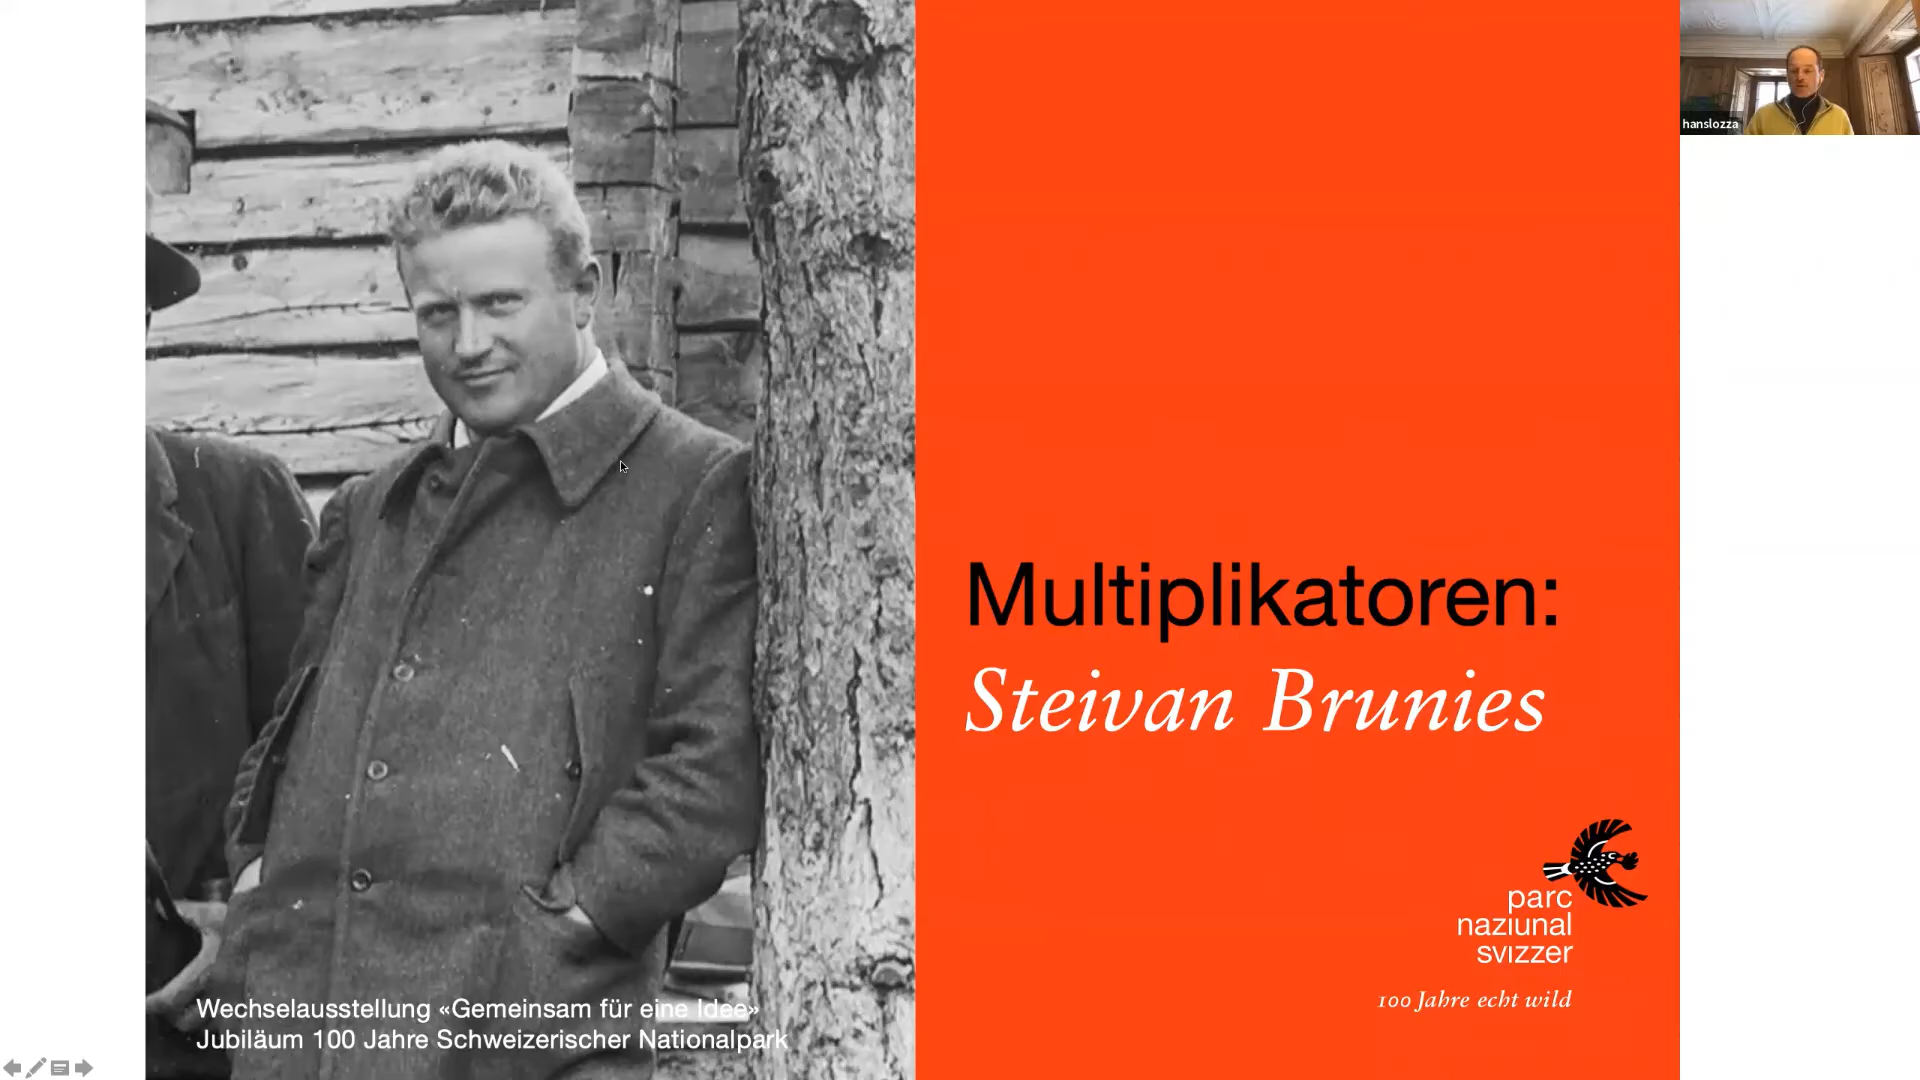 hanslozza
Multiplikatoren:
Steivan Brunies
parc
naziunal
svizzer
100 Jahre echt wild
Wechselausstellung «Gemeinsam für eine Idee»
Jubiläum 100 Jahre Schweizerischer Nationalpark